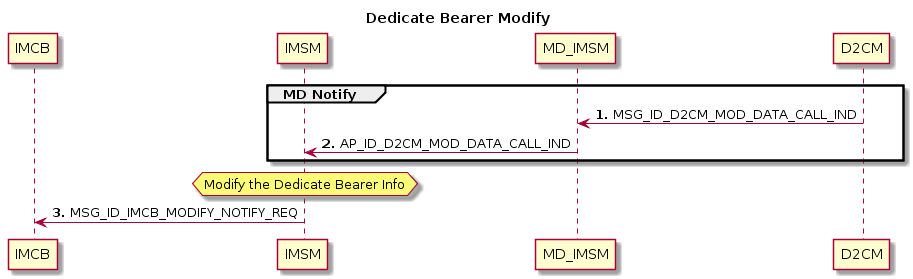 Dedicate Bearer Modify
IMCB
IMSM
MD_IMSM
D2CM
MD Notify
1. MSG_ID_D2CM_MOD_DATA_CALL_IND
2. AP_ID_D2CM_MOD_DATA_CALL_IND
Modify the Dedicate Bearer Info
3. MSG_ID_IMCB_MODIFY_NOTIFY_REQ
IMCB
IMSM
MD_IMSM
D2CM